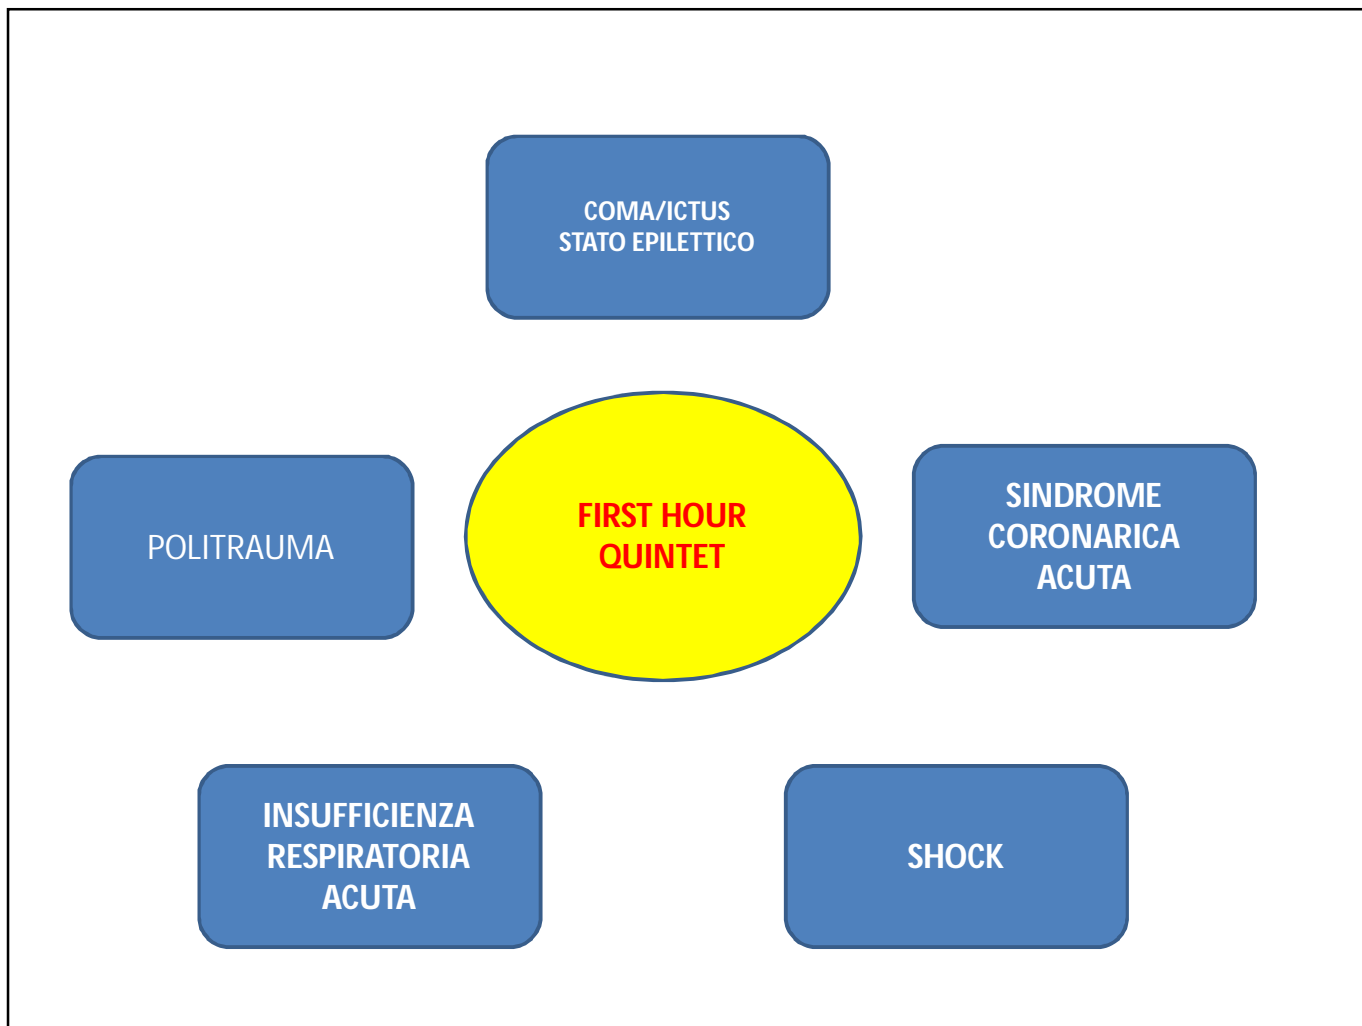 COMA/ICTUS
STATO EPILETTICO
POLITRAUMA
FIRST HOUR
QUINTET
SINDROME
CORONARICA
ACUTA
INSUFFICIENZA
RESPIRATORIA
ACUTA
SHOCK